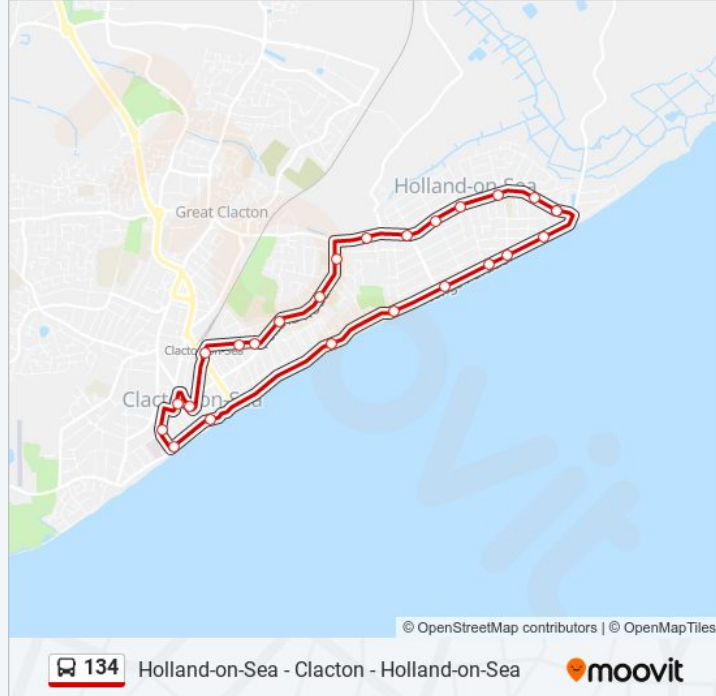 Holland-on-Sea
Great Clacton
Clacton-on-Sea
Clacton-on-Sea
© OpenStreetMap contributors | © OpenMapTiles
134 Holland-on-Sea - Clacton - Holland-on-Sea
moovit